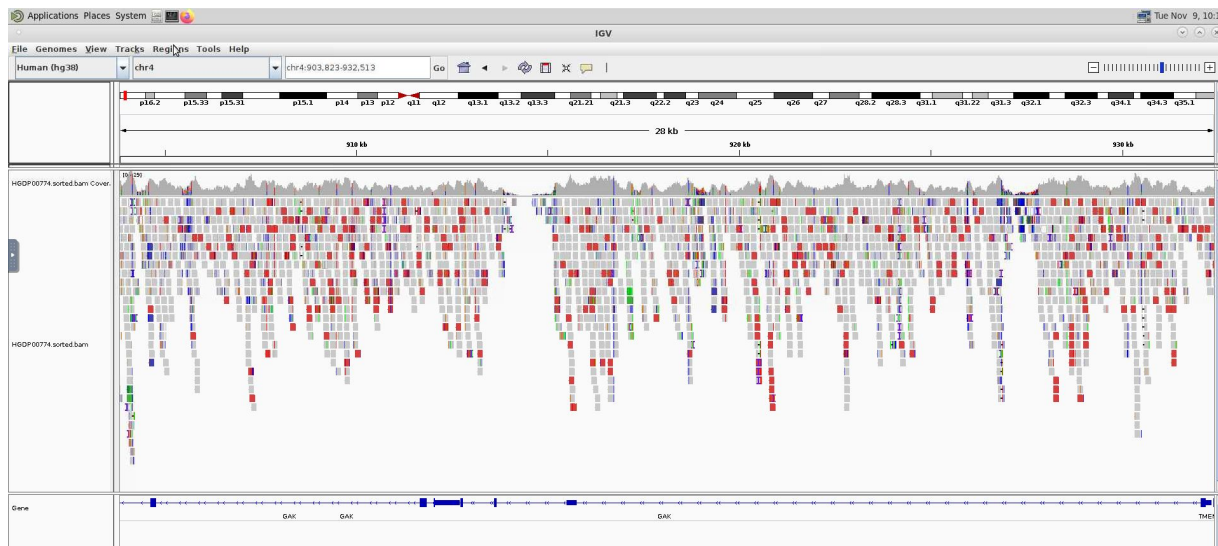 Applications Places System Tue Nov 9, 10:1
IGV
File Genomes View Tracks Regions Tools Help
Human (hg38) chr4 chr4:903,823-932,513 Go
p16.2 p15.33 p15.31 p15.1 p14 p13 p12 q11 q12 q13.1 q13.2 q13.3 q21.21 q21.3 q22.2 q23 q24 q25 q26 q27 q28.2 q28.3 q31.1 q31.22 q31.3 q32.1 q32.3 q34.1 q34.3 q35.1
28 kb
910 kb 920 kb 930 kb
HGDP00774.sorted.bam Cover.
HGDP00774.sorted.bam
Gene
GAK GAK GAK TMEM